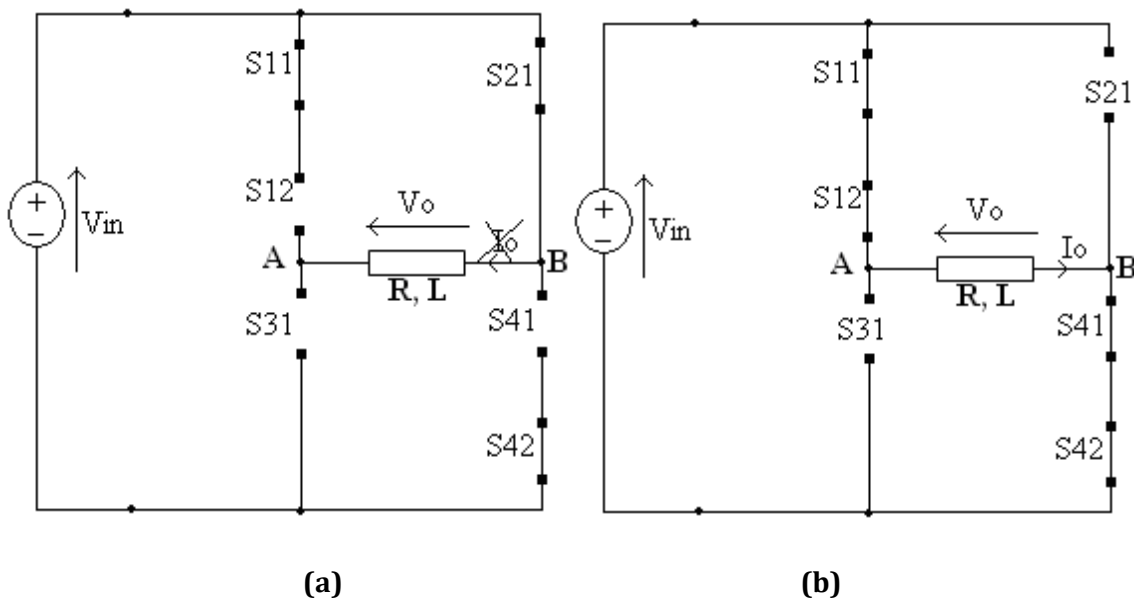 S11
S21
S12
Vin
Vo
Io
A
B
R, L
S31
S41
S42
(a)
S11
S21
S12
Vin
Vo
Io
A
B
R, L
S31
S41
S42
(b)